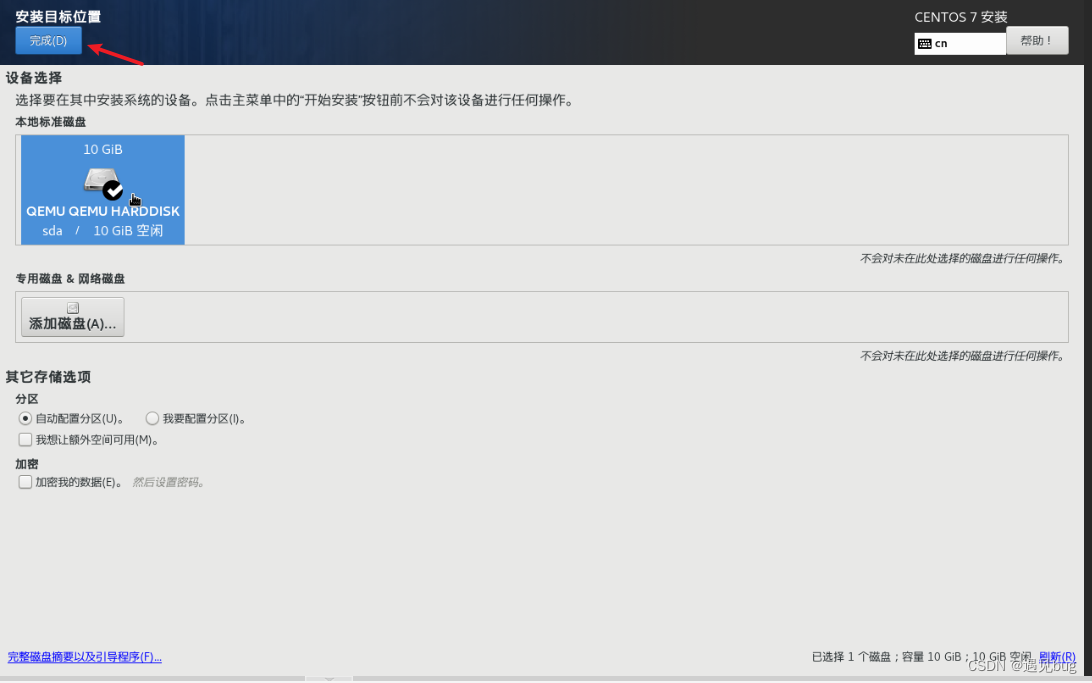 安装目标位置
CENTOS 7 安装
完成(D)
cn
帮助！
设备选择
选择要在其中安装系统的设备。点击主菜单中的“开始安装”按钮前不会对该设备进行任何操作。
本地标准磁盘
10 GiB
QEMU QEMU HARDDISK
sda / 10 GiB 空闲
不会对未在此处选择的磁盘进行任何操作。
专用磁盘 & 网络磁盘
添加磁盘(A)...
不会对未在此处选择的磁盘进行任何操作。
其它存储选项
分区
自动配置分区(U)。 我要配置分区(I)。
我想让额外空间可用(M)。
加密
加密我的数据(E)。 然后设置密码。
完整磁盘摘要以及引导程序(F)...
已选择 1 个磁盘；容量 10 GiB；10 GiB 空闲 刷新(R)
CSDN @遇见bug